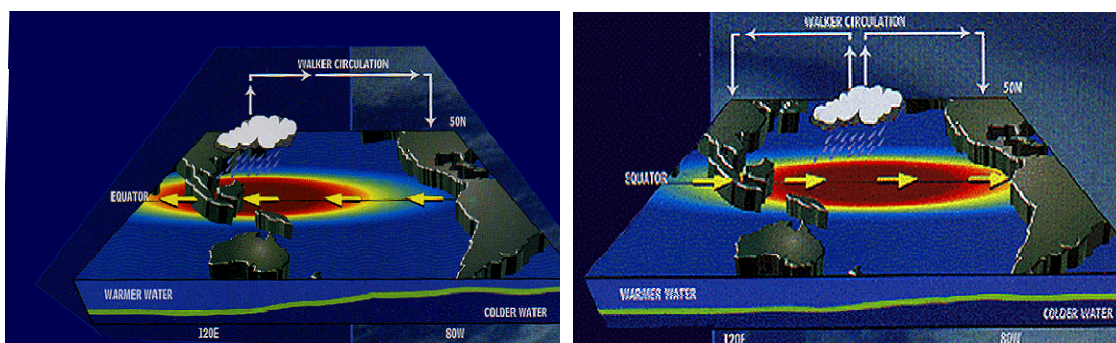 WALKER CIRCULATION
50N
EQUATOR
WARMER WATER
COLDER WATER
120E
80W
WALKER CIRCULATION
50N
EQUATOR
WARMER WATER
COLDER WATER
120E
80W